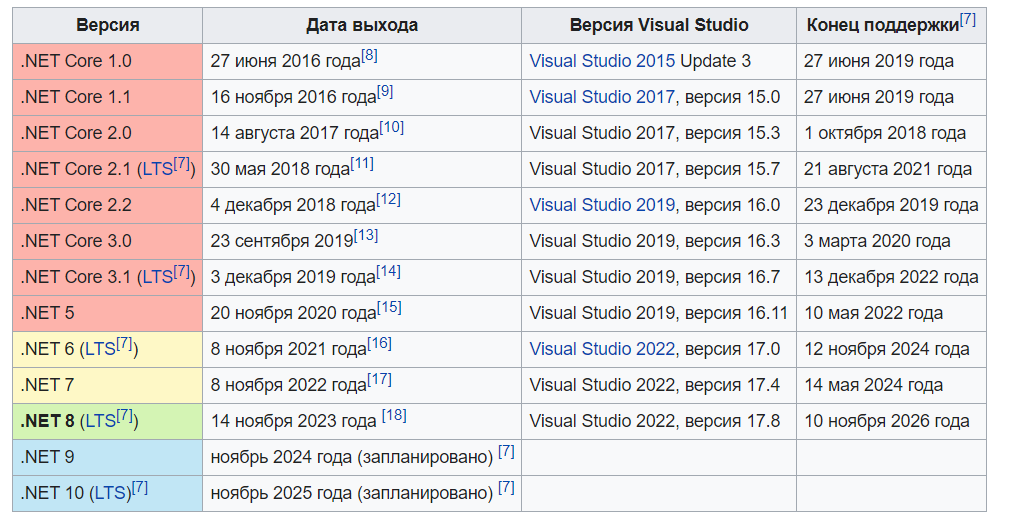 Версия Дата выхода Версия Visual Studio Конец поддержки[7]
.NET Core 1.0 27 июня 2016 года[8] Visual Studio 2015 Update 3 27 июня 2019 года
.NET Core 1.1 16 ноября 2016 года[9] Visual Studio 2017, версия 15.0 27 июня 2019 года
.NET Core 2.0 14 августа 2017 года[10] Visual Studio 2017, версия 15.3 1 октября 2018 года
.NET Core 2.1 (LTS[7]) 30 мая 2018 года[11] Visual Studio 2017, версия 15.7 21 августа 2021 года
.NET Core 2.2 4 декабря 2018 года[12] Visual Studio 2019, версия 16.0 23 декабря 2019 года
.NET Core 3.0 23 сентября 2019[13] Visual Studio 2019, версия 16.3 3 марта 2020 года
.NET Core 3.1 (LTS[7]) 3 декабря 2019 года[14] Visual Studio 2019, версия 16.7 13 декабря 2022 года
.NET 5 20 ноября 2020 года[15] Visual Studio 2019, версия 16.11 10 мая 2022 года
.NET 6 (LTS[7]) 8 ноября 2021 года[16] Visual Studio 2022, версия 17.0 12 ноября 2024 года
.NET 7 8 ноября 2022 года[17] Visual Studio 2022, версия 17.4 14 мая 2024 года
.NET 8 (LTS[7]) 14 ноября 2023 года [18] Visual Studio 2022, версия 17.8 10 ноября 2026 года
.NET 9 ноябрь 2024 года (запланировано) [7]
.NET 10 (LTS)[7] ноябрь 2025 года (запланировано) [7]